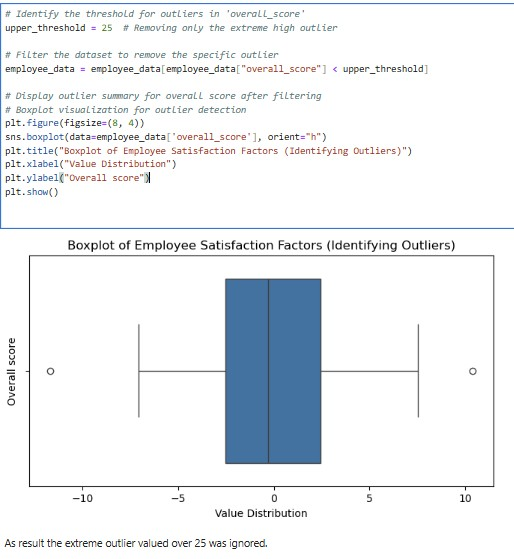 # Identify the threshold for outliers in 'overall_score'
upper_threshold = 25  # Removing only the extreme high outlier
# Filter the dataset to remove the specific outlier
employee_data = employee_data[employee_data["overall_score"] < upper_threshold]
# Display outlier summary for overall score after filtering
# Boxplot visualization for outlier detection
plt.figure(figsize=(8, 4))
sns.boxplot(data=employee_data['overall_score'], orient="h")
plt.title("Boxplot of Employee Satisfaction Factors (Identifying Outliers)")
plt.xlabel("Value Distribution")
plt.ylabel("Overall score")
plt.show()
Boxplot of Employee Satisfaction Factors (Identifying Outliers)
Overall score
−10 −5 0 5 10
Value Distribution
As result the extreme outlier valued over 25 was ignored.